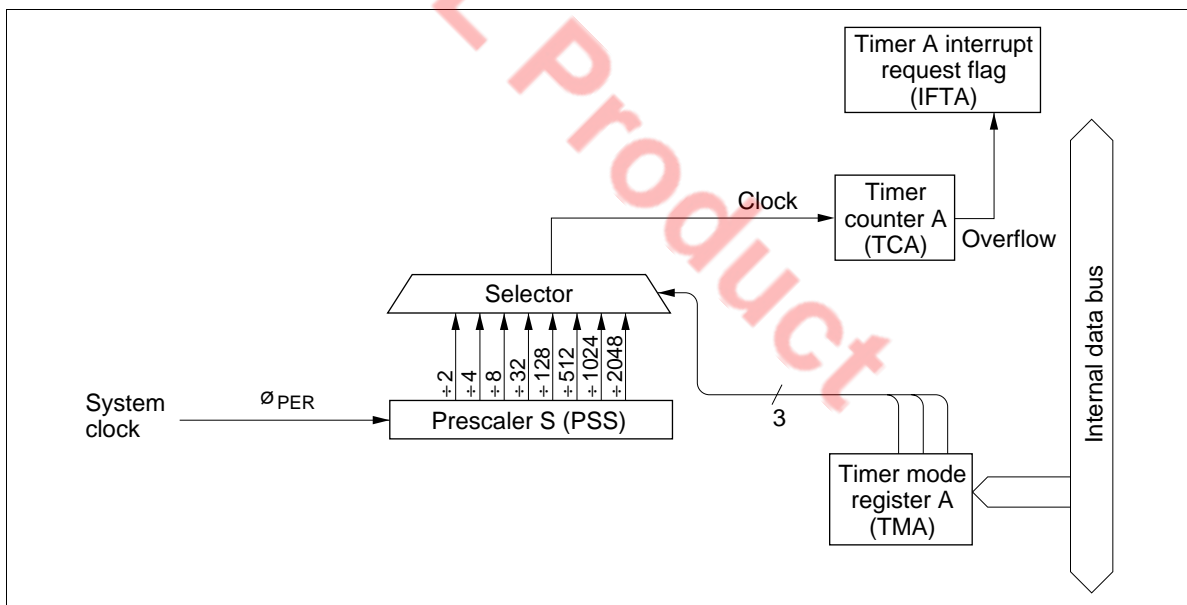 L Product
Timer A interrupt
request flag
(IFTA)
Clock
Timer
counter A
(TCA)
Overflow
Selector
÷2
÷4
÷8
÷32
÷128
÷512
÷1024
÷2048
System
clock
ø PER
Prescaler S (PSS)
3
Timer mode
register A
(TMA)
Internal data bus